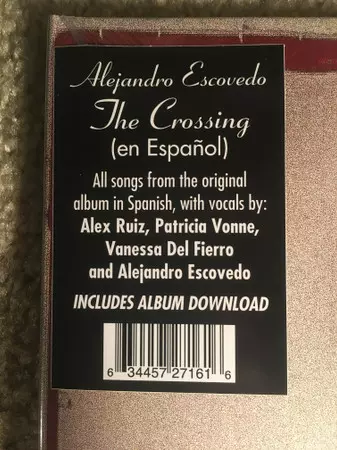 Alejandro Escovedo
The Crossing
(en Español)
All songs from the original
album in Spanish, with vocals by:
Alex Ruiz, Patricia Vonne,
Vanessa Del Fierro
and Alejandro Escovedo
INCLUDES ALBUM DOWNLOAD
6 34457 27161 6